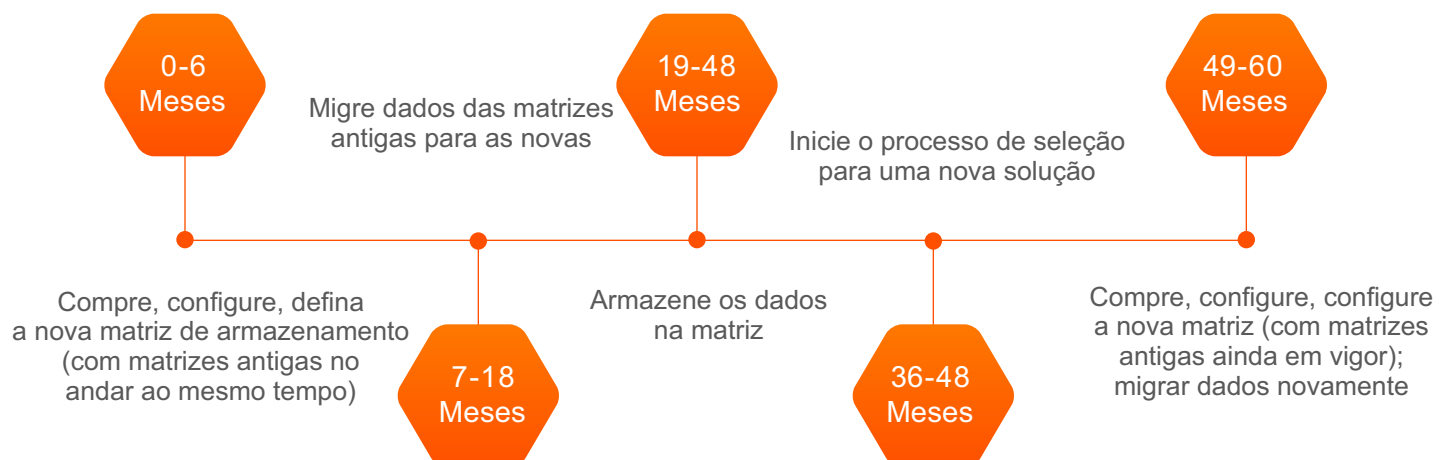 0-6
Meses
Compre, configure, defina
a nova matriz de armazenamento
(com matrizes antigas no
andar ao mesmo tempo)
Migre dados das matrizes
antigas para as novas
7-18
Meses
19-48
Meses
Armazene os dados
na matriz
Inicie o processo de seleção
para uma nova solução
36-48
Meses
49-60
Meses
Compre, configure, configure
a nova matriz (com matrizes
antigas ainda em vigor);
migrar dados novamente